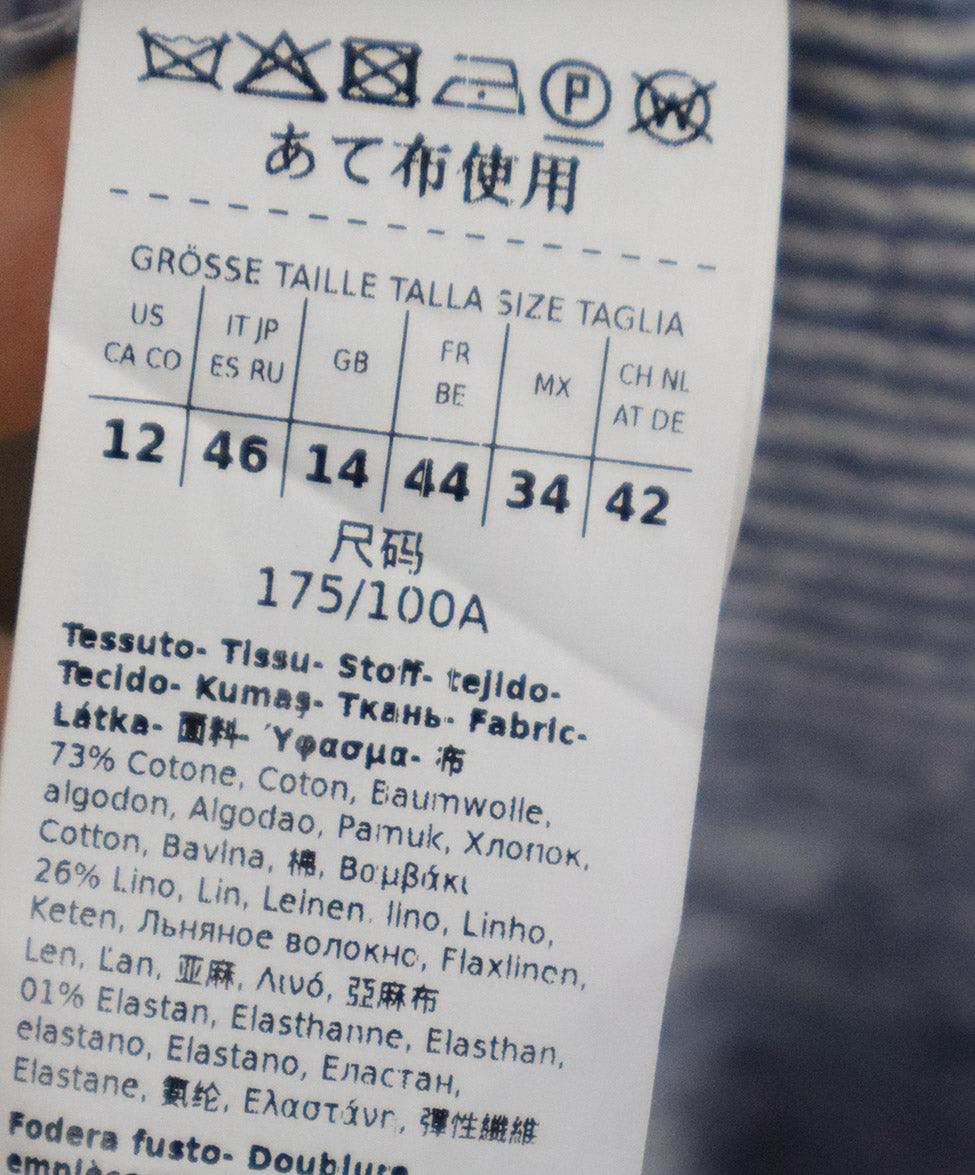 P W
あて布使用
GRÖSSE TAILLE TALLA SIZE TAGLIA
US CA CO IT JP ES RU GB FR BE MX CH NL AT DE
12 46 14 44 34 42
尺码
175/100A
Tessuto- Tissu- Stoff- tejido-
Tecido- Kumaş- Ткань- Fabric-
Látka- 面料- Ύφασμα- 布
73% Cotone, Coton, Baumwolle,
algodon, Algodao, Pamuk, Хлопок,
Cotton, Bavlna, 棉, Βαμβάκι
26% Lino, Lin, Leinen. lino, Linho,
Keten, Льняное волокно, Flaxlinen,
Len, Ľan, 亚麻, Λινό, 亞麻布
01% Elastan, Elasthanne, Elasthan,
elastano, Elastano, Еластан,
Elastane, 氨纶, Ελαστάνη, 彈性纖維
Fodera fusto- Doublure
empièc